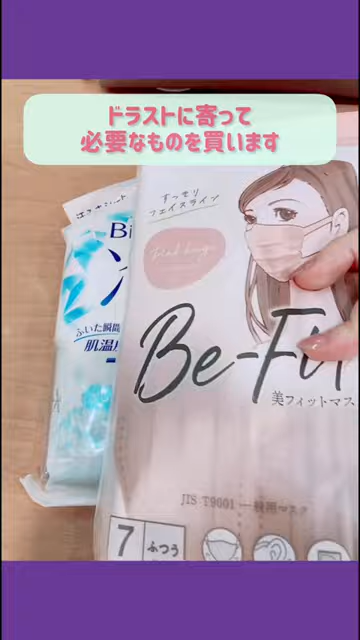 ドラストに寄って
必要なものを買います
すっきり
フェイスライン
Be-Fit
美フィットマス
Bi
ふいた瞬間
肌温度
JIS T9001 一般用マスク
7
ふつう